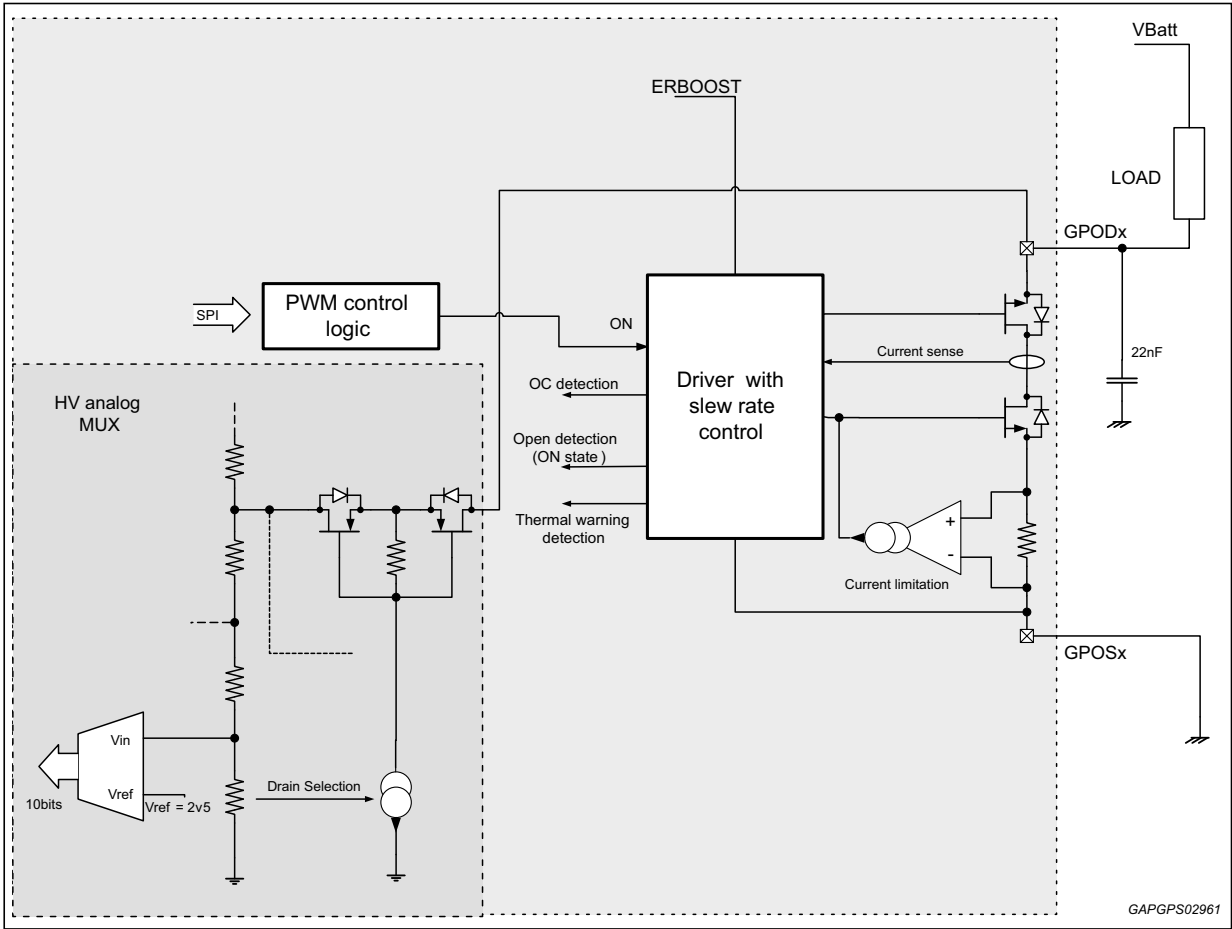 VBatt
ERBOOST
LOAD
GPODx
SPI
PWM control
logic
ON
22nF
Current sense
OC detection
Driver with
slew rate
control
HV analog
MUX
Open detection
(ON state )
Thermal warning
detection
+
-
Current limitation
GPOSx
Vin
Drain Selection
Vref
10bits
Vref = 2v5
GAPGPS02961